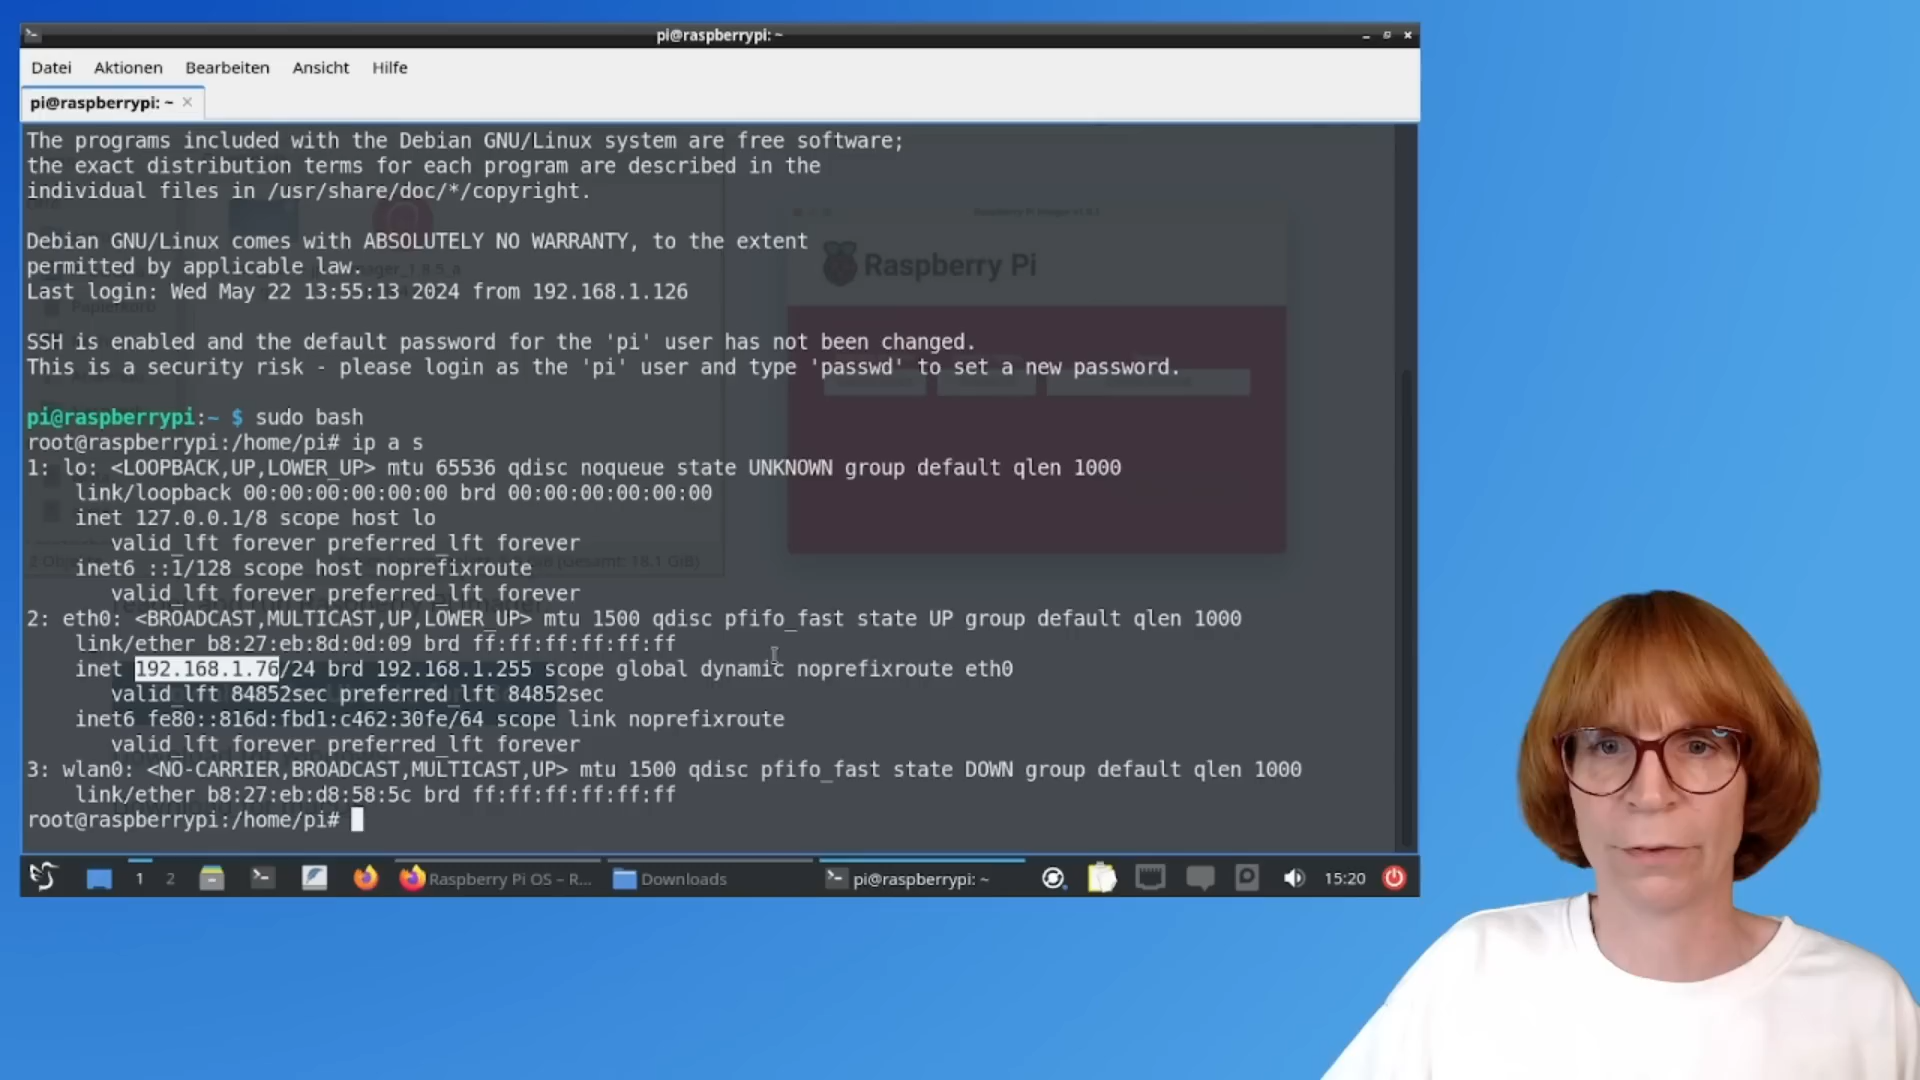 pi@raspberrypi: ~
Datei Aktionen Bearbeiten Ansicht Hilfe
pi@raspberrypi: ~
The programs included with the Debian GNU/Linux system are free software;
the exact distribution terms for each program are described in the
individual files in /usr/share/doc/*/copyright.
Debian GNU/Linux comes with ABSOLUTELY NO WARRANTY, to the extent
permitted by applicable law.
Last login: Wed May 22 13:55:13 2024 from 192.168.1.126
Raspberry Pi
SSH is enabled and the default password for the 'pi' user has not been changed.
This is a security risk - please login as the 'pi' user and type 'passwd' to set a new password.
pi@raspberrypi:~ $ sudo bash
root@raspberrypi:/home/pi# ip a s
1: lo: <LOOPBACK,UP,LOWER_UP> mtu 65536 qdisc noqueue state UNKNOWN group default qlen 1000
link/loopback 00:00:00:00:00:00 brd 00:00:00:00:00:00
inet 127.0.0.1/8 scope host lo
valid_lft forever preferred_lft forever
inet6 ::1/128 scope host noprefixroute
valid_lft forever preferred_lft forever
2: eth0: <BROADCAST,MULTICAST,UP,LOWER_UP> mtu 1500 qdisc pfifo_fast state UP group default qlen 1000
link/ether b8:27:eb:8d:0d:09 brd ff:ff:ff:ff:ff:ff
inet 192.168.1.76/24 brd 192.168.1.255 scope global dynamic noprefixroute eth0
valid_lft 84852sec preferred_lft 84852sec
inet6 fe80::816d:fbd1:c462:30fe/64 scope link noprefixroute
valid_lft forever preferred_lft forever
3: wlan0: <NO-CARRIER,BROADCAST,MULTICAST,UP> mtu 1500 qdisc pfifo_fast state DOWN group default qlen 1000
link/ether b8:27:eb:d8:58:5c brd ff:ff:ff:ff:ff:ff
root@raspberrypi:/home/pi#
1 2 Raspberry Pi OS – R... Downloads pi@raspberrypi: ~ 15:20